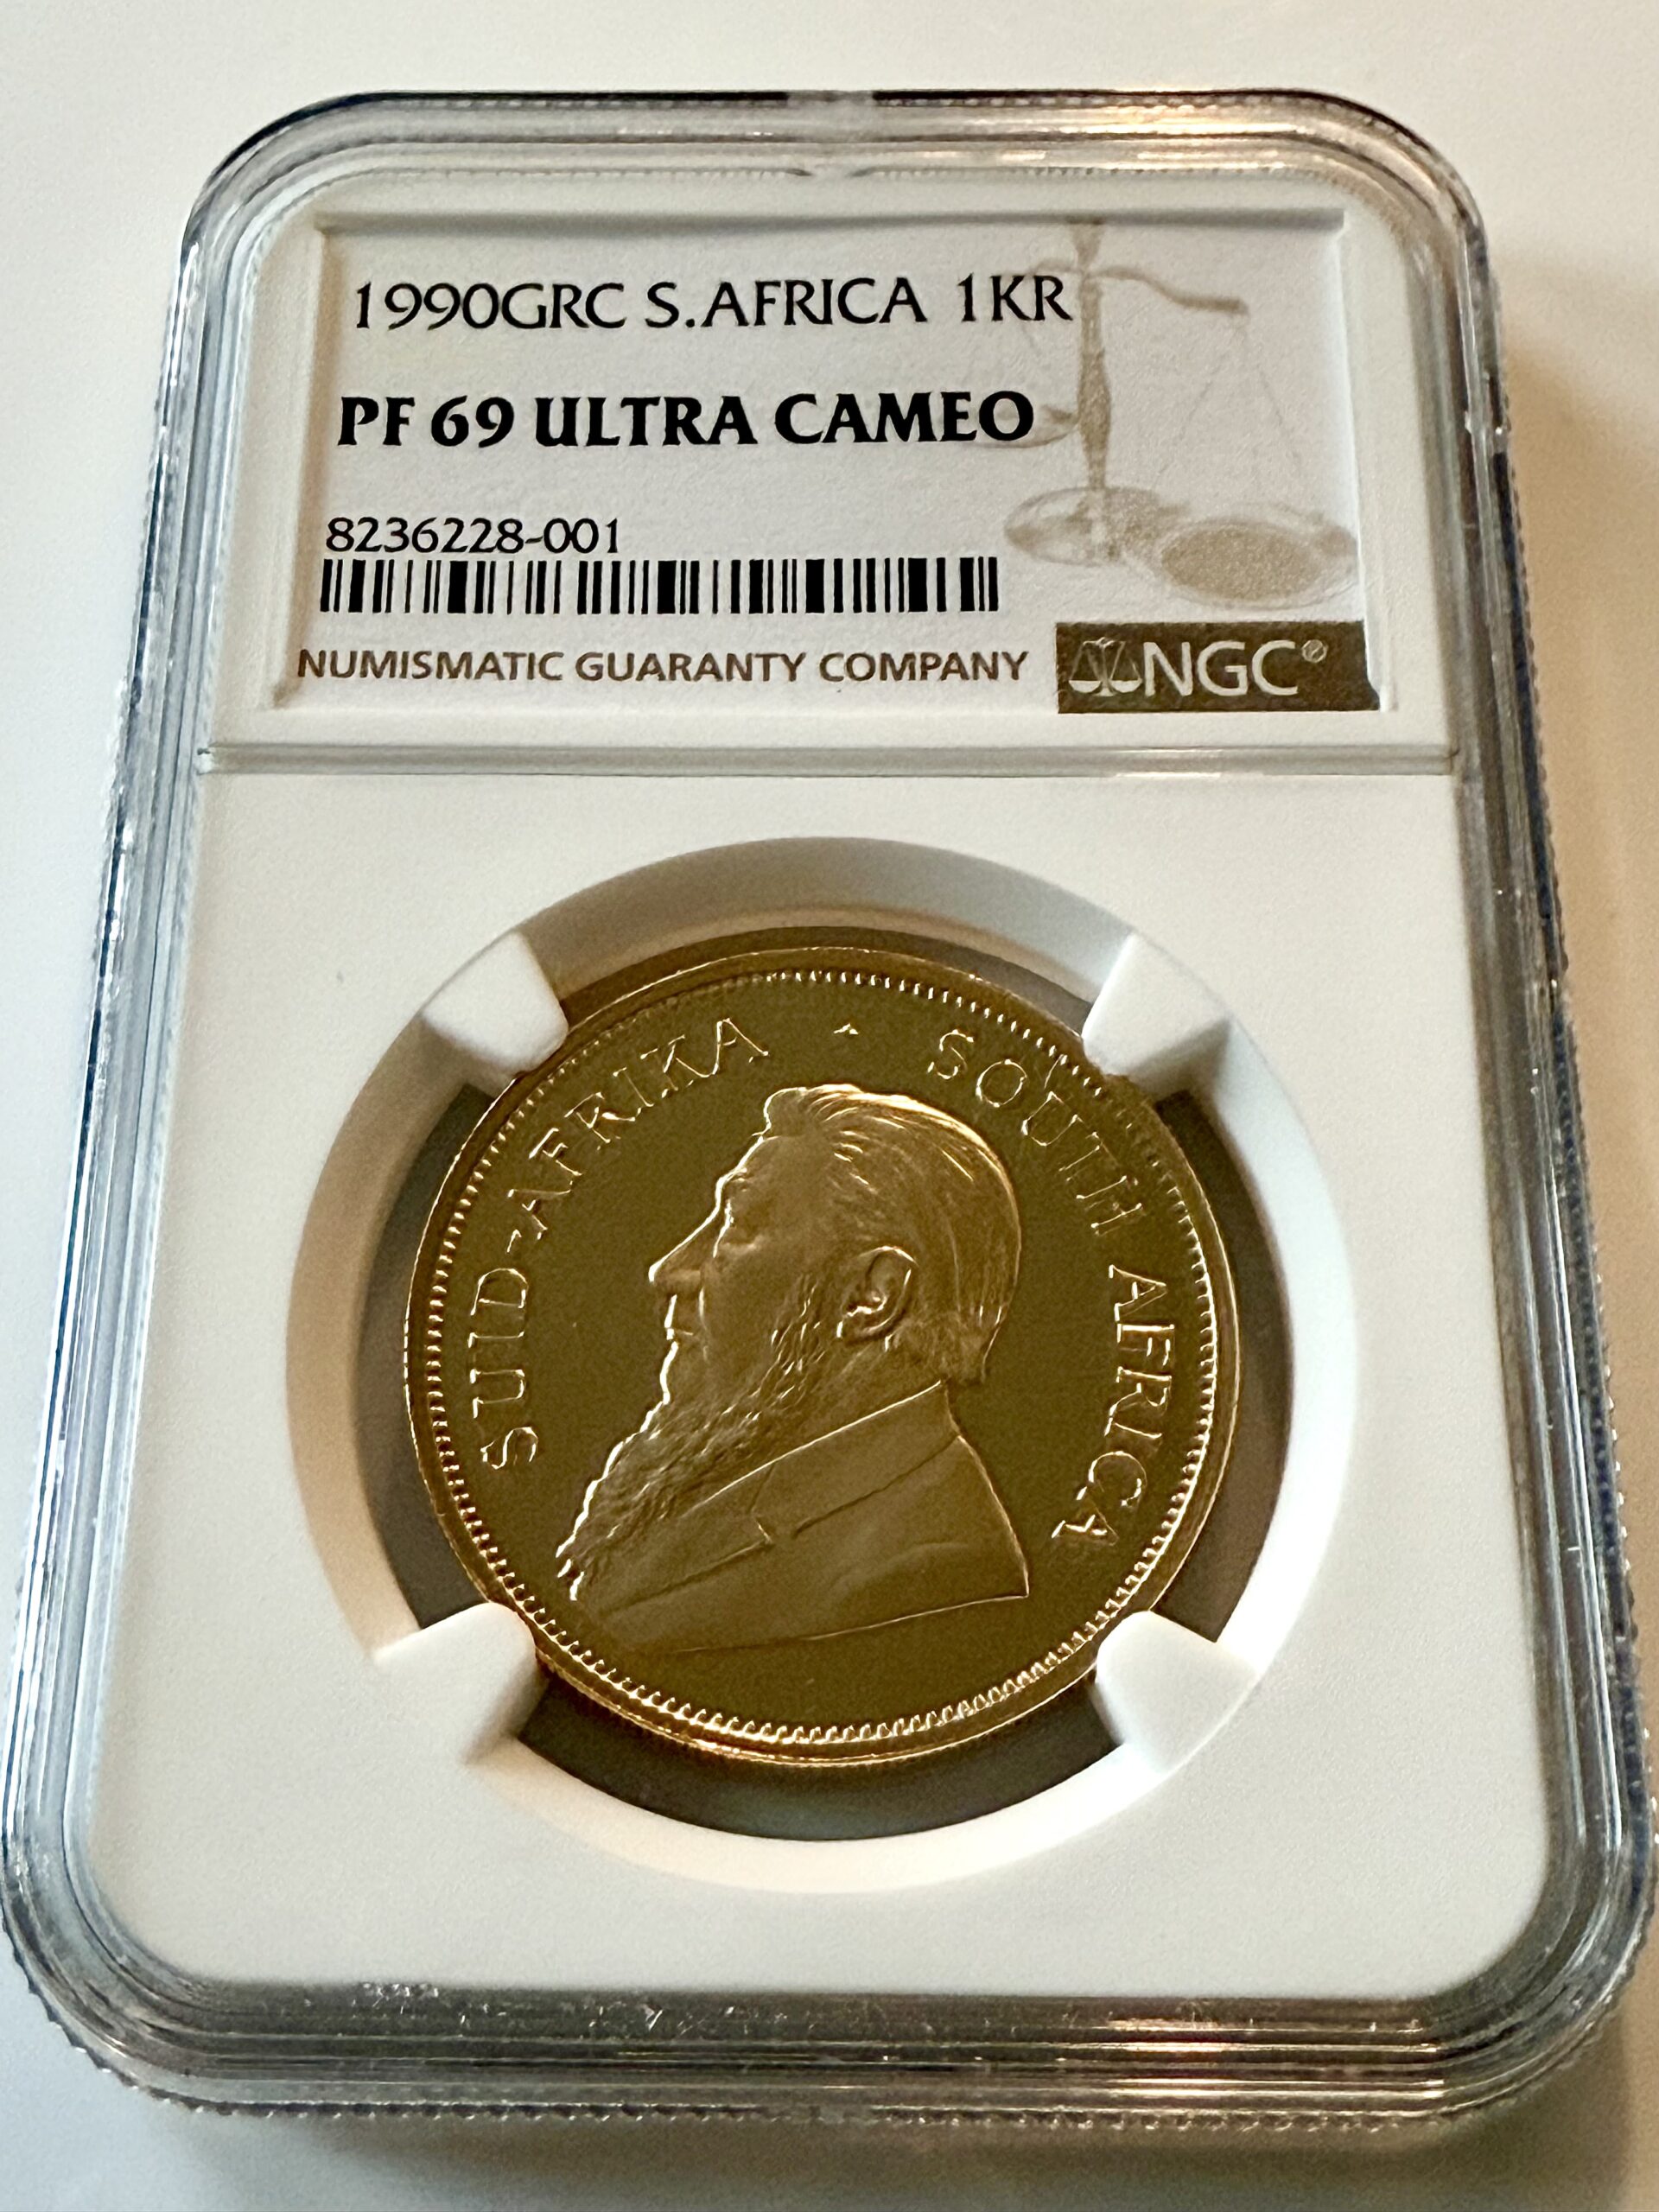 1990GRC S.AFRICA 1KR
PF 69 ULTRA CAMEO
8236228-001
NUMISMATIC GUARANTY COMPANY NGC®
SUID-AFRIKA · SOUTH AFRICA